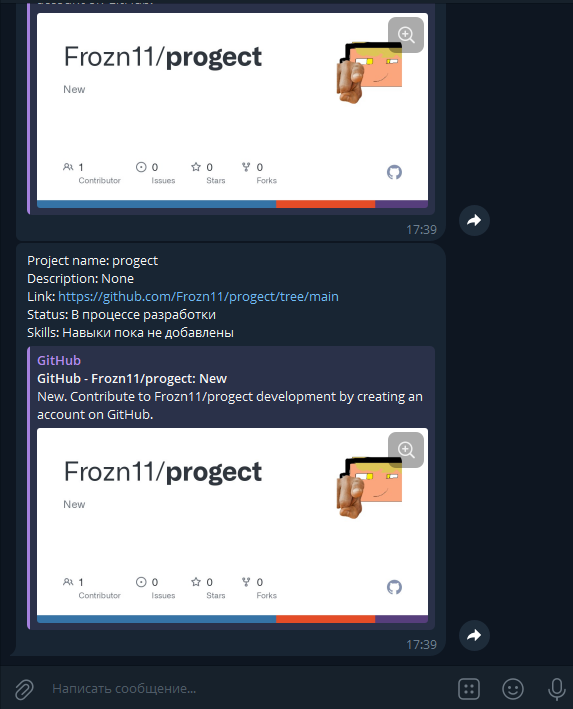 Frozn11/progect
New
1
Contributor
0
Issues
0
Stars
0
Forks
17:39
Project name: progect
Description: None
Link: https://github.com/Frozn11/progect/tree/main
Status: В процессе разработки
Skills: Навыки пока не добавлены
GitHub
GitHub - Frozn11/progect: New
New. Contribute to Frozn11/progect development by creating an
account on GitHub.
Frozn11/progect
New
1
Contributor
0
Issues
0
Stars
0
Forks
17:39
Написать сообщение...